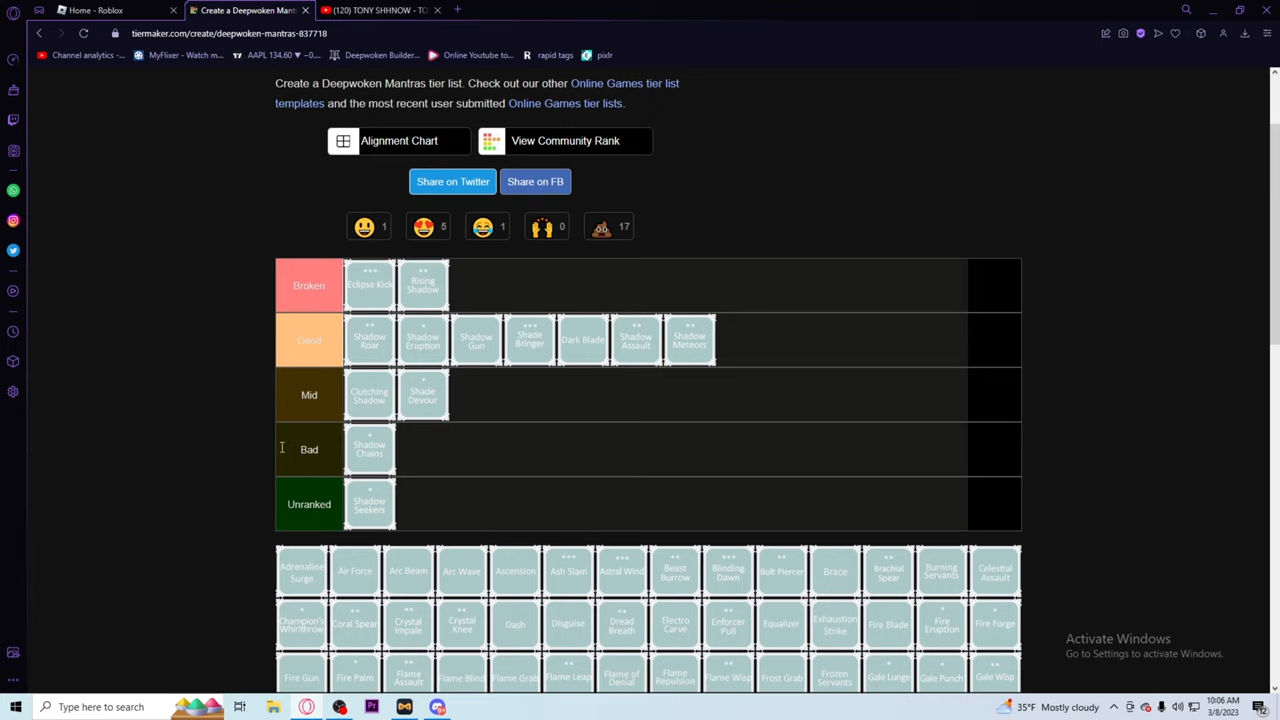 Home - Roblox
Create a Deepwoken Mant
(120) TONY SHHNOW - TO
tiermaker.com/create/deepwoken-mantras-837718
Channel analytics -...
MyFlixer - Watch m...
AAPL 134.60 ▼ −0....
Deepwoken Builder...
Online Youtube to...
R rapid tags
pixlr
Create a Deepwoken Mantras tier list. Check out our other Online Games tier list
templates and the most recent user submitted Online Games tier lists.
Alignment Chart
View Community Rank
Share on Twitter
Share on FB
1
5
1
0
17
Broken
*** Eclipse Kick
** Rising Shadow
Good
** Shadow Roar
* Shadow Eruption
Shadow Gun
*** Shade Bringer
Dark Blade
** Shadow Assault
** Shadow Meteors
Mid
Clutching Shadow
* Shade Devour
Bad
* Shadow Chains
Unranked
* Shadow Seekers
Adrenaline Surge
Air Force
Arc Beam
Arc Wave
Ascension
*** Ash Slam
*** Astral Wind
** Beast Burrow
*** Blinding Dawn
** Bolt Piercer
Brace
** Brachial Spear
Burning Servants
Celestial Assault
* Champion's Whirlthrow
** Coral Spear
** Crystal Impale
** Crystal Knee
Dash
Disguise
** Dread Breath
Electro Carve
** Enforcer Pull
Equalizer
Exhaustion Strike
Fire Blade
* Fire Eruption
* Fire Forge
Fire Gun
* Fire Palm
** Flame Assault
Flame Blind
Flame Grab
** Flame Leap
Flame of Denial
* Flame Repulsion
** Flame Wisp
Frost Grab
Frozen Servants
* Gale Lunge
* Gale Punch
** Gale Wisp
Activate Windows
Go to Settings to activate Windows.
Type here to search
Pr
35°F Mostly cloudy
10:06 AM
3/8/2023
12